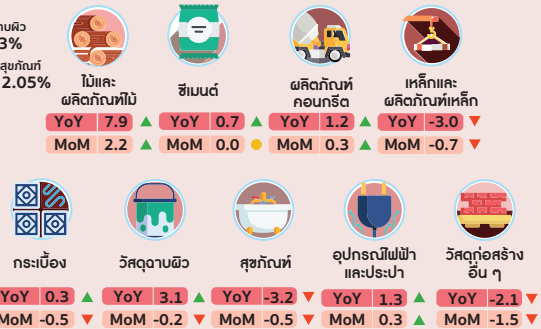 3%
สุขภัณฑ์
2.05%
ไม้และ
ผลิตภัณฑ์ไม้
ซีเมนต์
ผลิตภัณฑ์
คอนกรีต
เหล็กและ
ผลิตภัณฑ์เหล็ก
YoY 7.9 ▲ YoY 0.7 ▲ YoY 1.2 ▲ YoY -3.0 ▼
MoM 2.2 ▲ MoM 0.0 ● MoM 0.3 ▲ MoM -0.7 ▼
กระเบื้อง
วัสดุฉาบผิว
สุขภัณฑ์
อุปกรณ์ไฟฟ้า
และประปา
วัสดุก่อสร้าง
อื่น ๆ
YoY 0.3 ▲ YoY 3.1 ▲ YoY -3.2 ▼ YoY 1.3 ▲ YoY -2.1 ▼
MoM -0.5 ▼ MoM -0.2 ▼ MoM -0.5 ▼ MoM 0.3 ▲ MoM -1.5 ▼